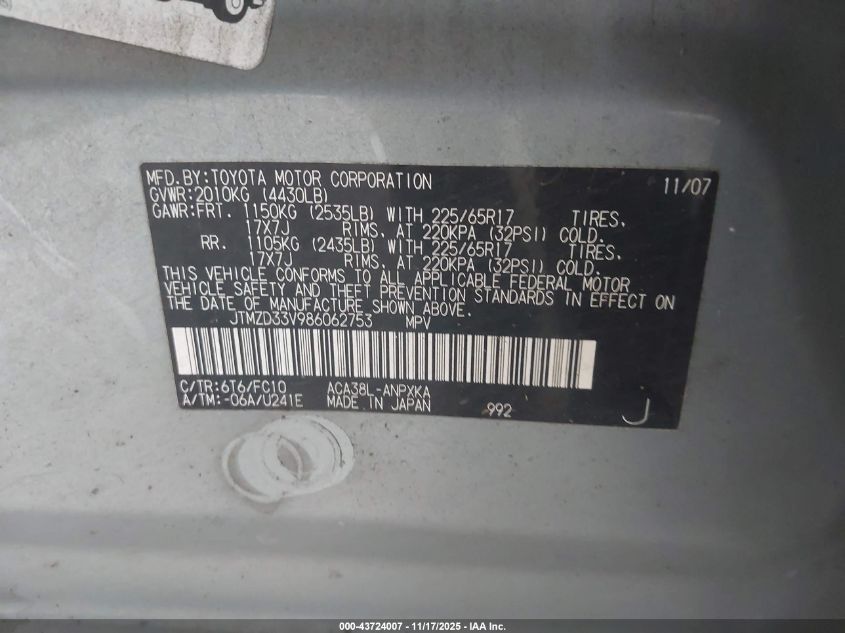 MFD.BY:TOYOTA MOTOR CORPORATION 11/07
GVWR:2010KG (4430LB)
GAWR:FRT. 1150KG (2535LB) WITH 225/65R17 TIRES,
17X7J RIMS, AT 220KPA (32PSI) COLD.
RR. 1105KG (2435LB) WITH 225/65R17 TIRES,
17X7J RIMS, AT 220KPA (32PSI) COLD.
THIS VEHICLE CONFORMS TO ALL APPLICABLE FEDERAL MOTOR
VEHICLE SAFETY AND THEFT PREVENTION STANDARDS IN EFFECT ON
THE DATE OF MANUFACTURE SHOWN ABOVE.
JTMZD33V986062753 MPV
C/TR:6T6/FC10 ACA38L-ANPXKA
A/TM:-06A/U241E MADE IN JAPAN 992 J
000-43724007 - 11/17/2025 - IAA Inc.